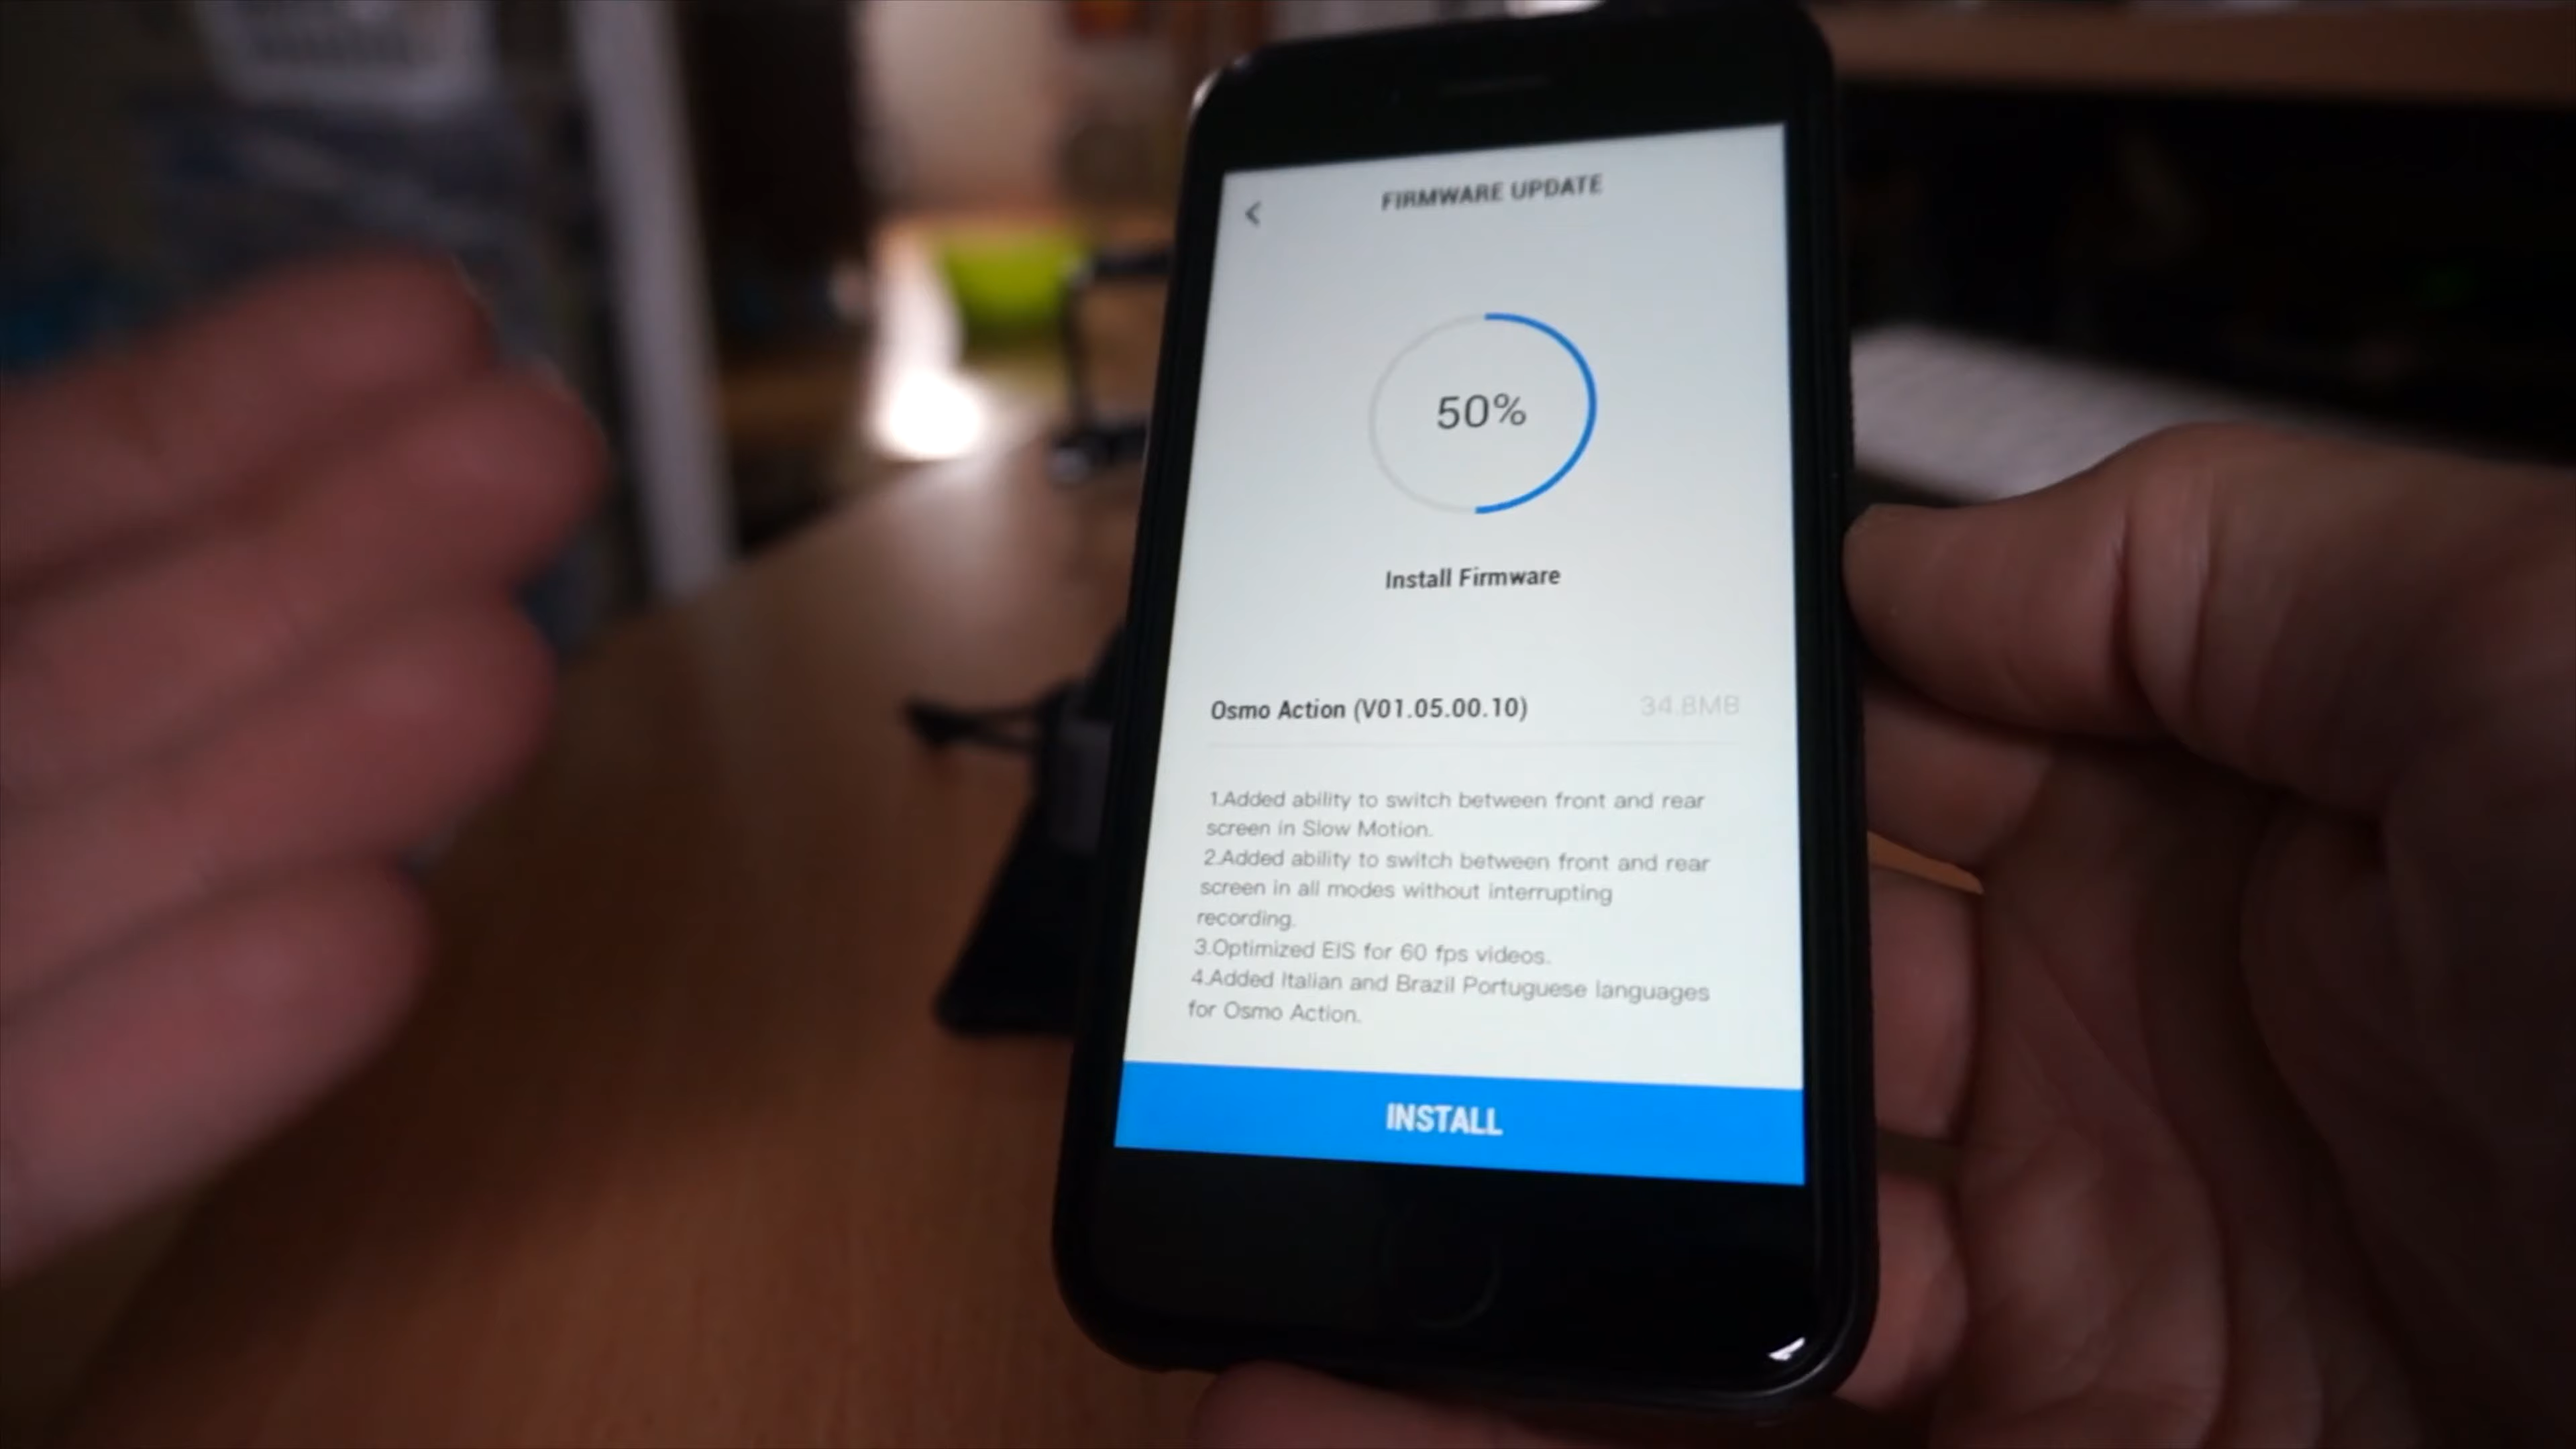 FIRMWARE UPDATE
50%
Install Firmware
Osmo Action (V01.05.00.10) 34.8MB
1.Added ability to switch between front and rear
screen in Slow Motion.
2.Added ability to switch between front and rear
screen in all modes without interrupting
recording.
3.Optimized EIS for 60 fps videos.
4.Added Italian and Brazil Portuguese languages
for Osmo Action.
INSTALL